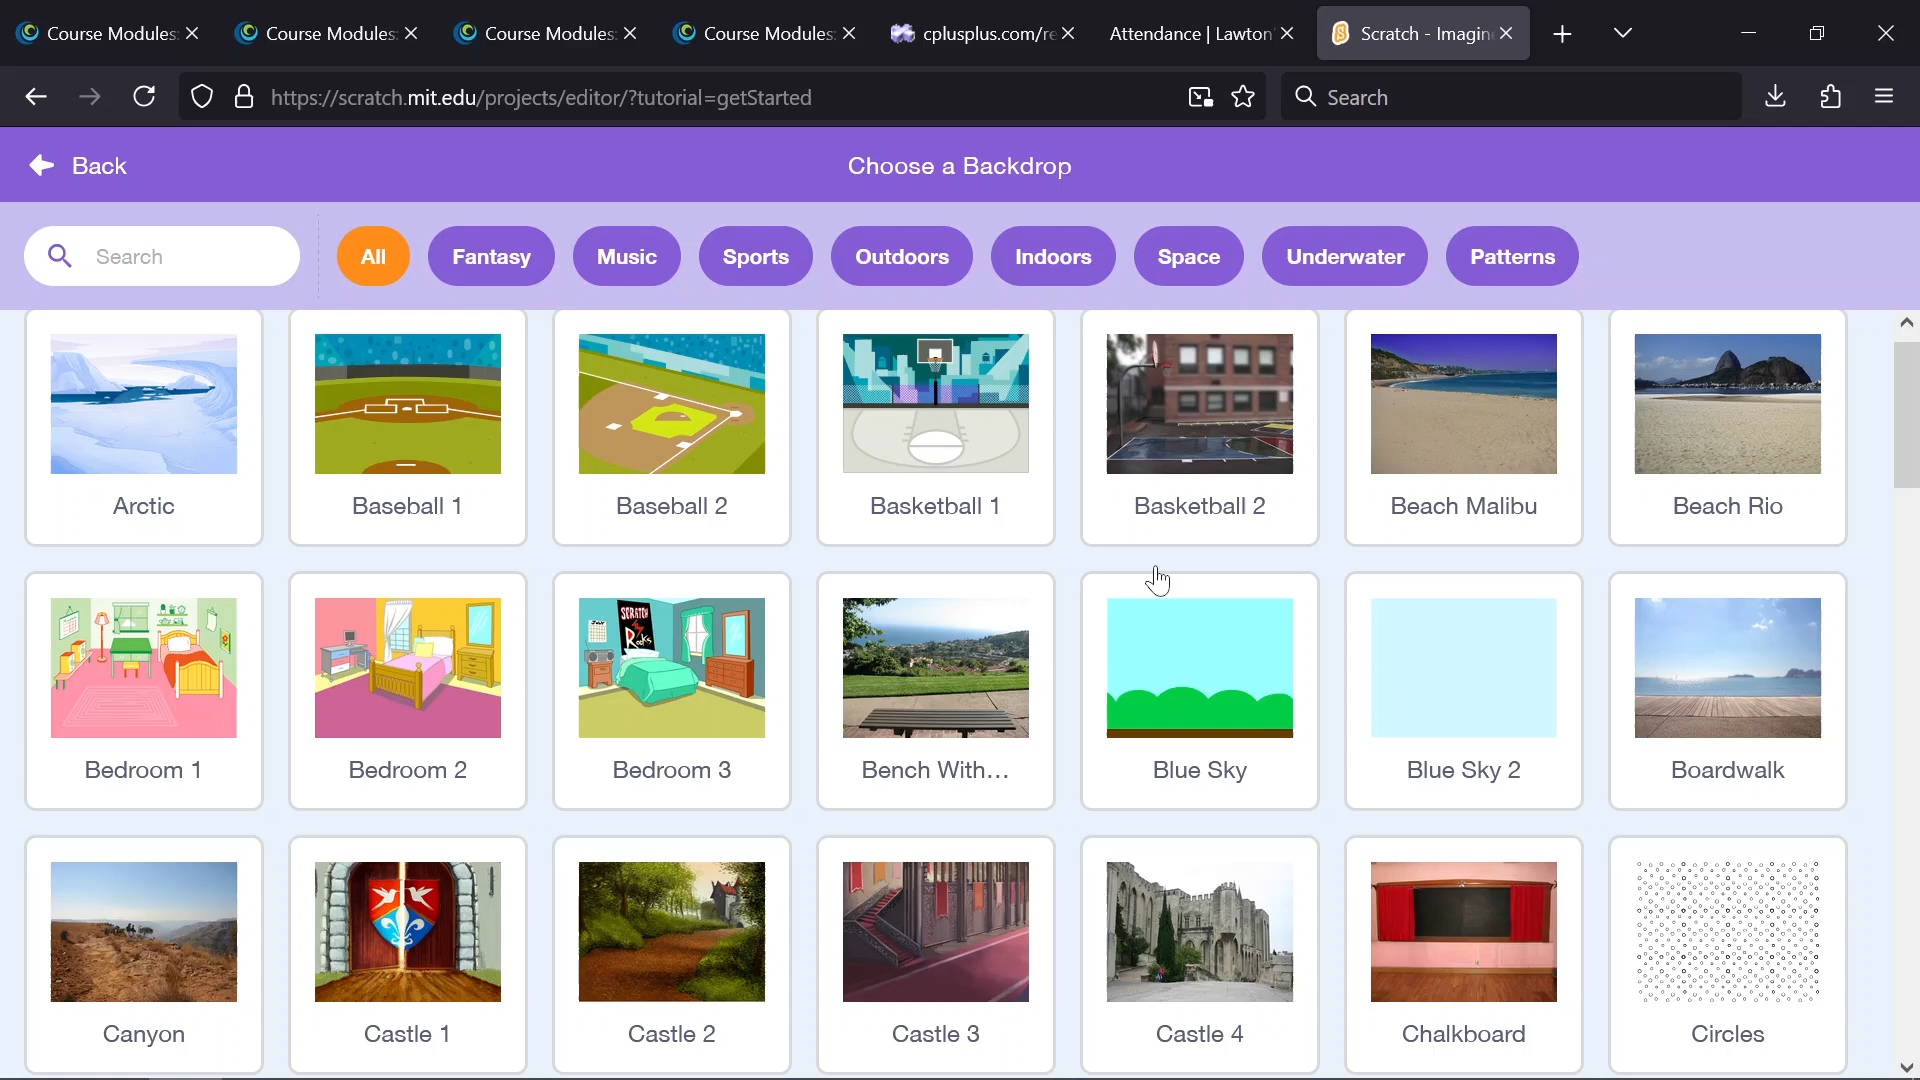 Course Modules: Course Modules: Course Modules: Course Modules: cplusplus.com/re Attendance | Lawton Scratch - Imagin
https://scratch.mit.edu/projects/editor/?tutorial=getStarted Search
Back Choose a Backdrop
Search All Fantasy Music Sports Outdoors Indoors Space Underwater Patterns
Arctic Baseball 1 Baseball 2 Basketball 1 Basketball 2 Beach Malibu Beach Rio
SCRATCH
Rocks
Bedroom 1 Bedroom 2 Bedroom 3 Bench With... Blue Sky Blue Sky 2 Boardwalk
Canyon Castle 1 Castle 2 Castle 3 Castle 4 Chalkboard Circles